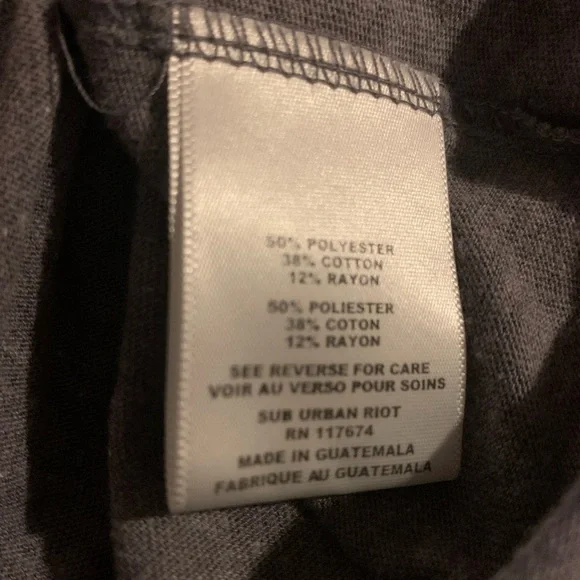 50% POLYESTER
38% COTTON
12% RAYON
50% POLIESTER
38% COTON
12% RAYON
SEE REVERSE FOR CARE
VOIR AU VERSO POUR SOINS
SUB URBAN RIOT
RN 117674
MADE IN GUATEMALA
FABRIQUE AU GUATEMALA